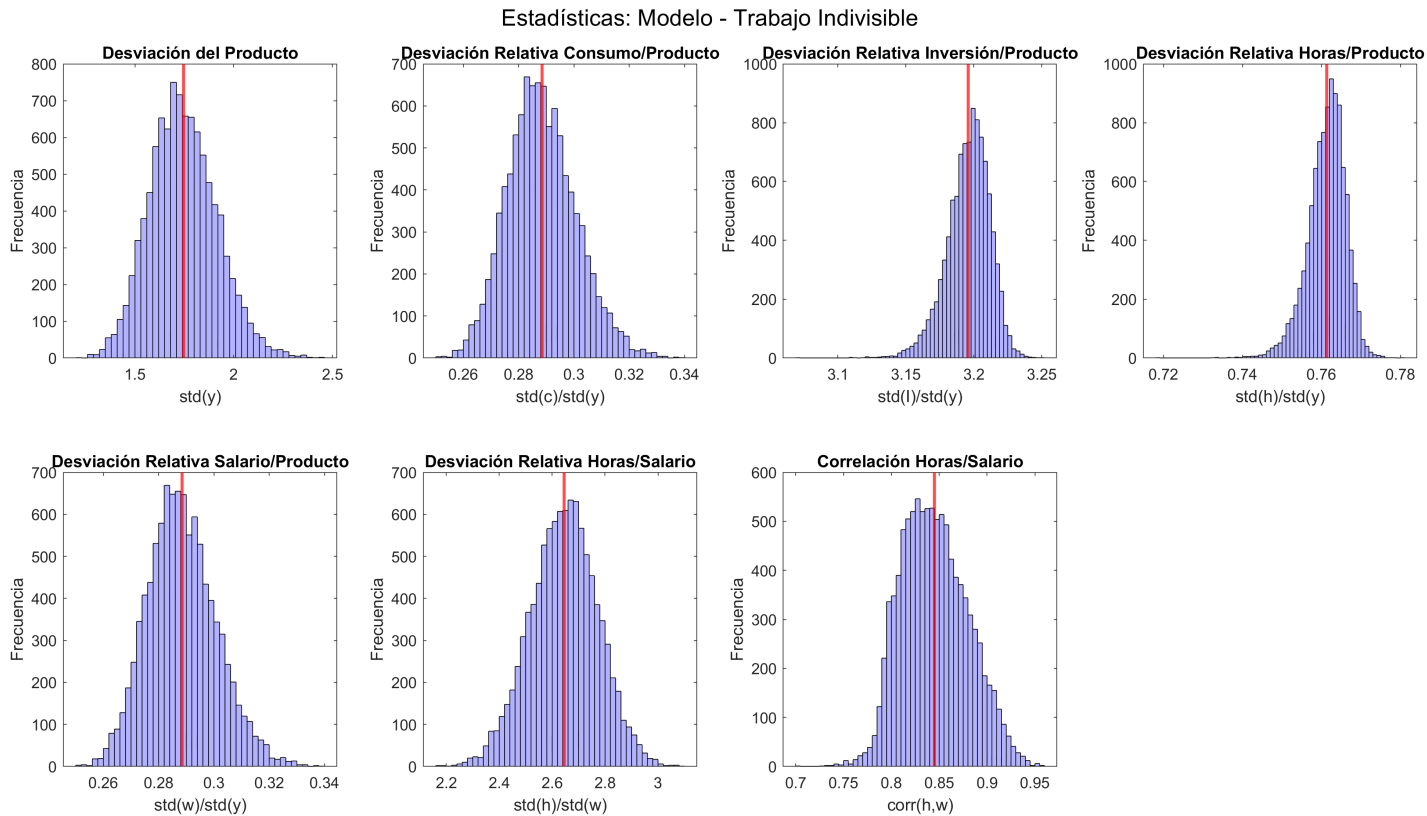 Estadísticas: Modelo - Trabajo Indivisible
Desviación del Producto
800
700
600
500
400
300
200
100
0
Frecuencia
1.5 2 2.5
std(y)
Desviación Relativa Consumo/Producto
700
600
500
400
300
200
100
0
Frecuencia
0.26 0.28 0.3 0.32 0.34
std(c)/std(y)
Desviación Relativa Inversión/Producto
1000
800
600
400
200
0
Frecuencia
3.1 3.15 3.2 3.25
std(I)/std(y)
Desviación Relativa Horas/Producto
1000
800
600
400
200
0
Frecuencia
0.72 0.74 0.76 0.78
std(h)/std(y)
Desviación Relativa Salario/Producto
700
600
500
400
300
200
100
0
Frecuencia
0.26 0.28 0.3 0.32 0.34
std(w)/std(y)
Desviación Relativa Horas/Salario
700
600
500
400
300
200
100
0
Frecuencia
2.2 2.4 2.6 2.8 3
std(h)/std(w)
Correlación Horas/Salario
600
500
400
300
200
100
0
Frecuencia
0.7 0.75 0.8 0.85 0.9 0.95
corr(h,w)